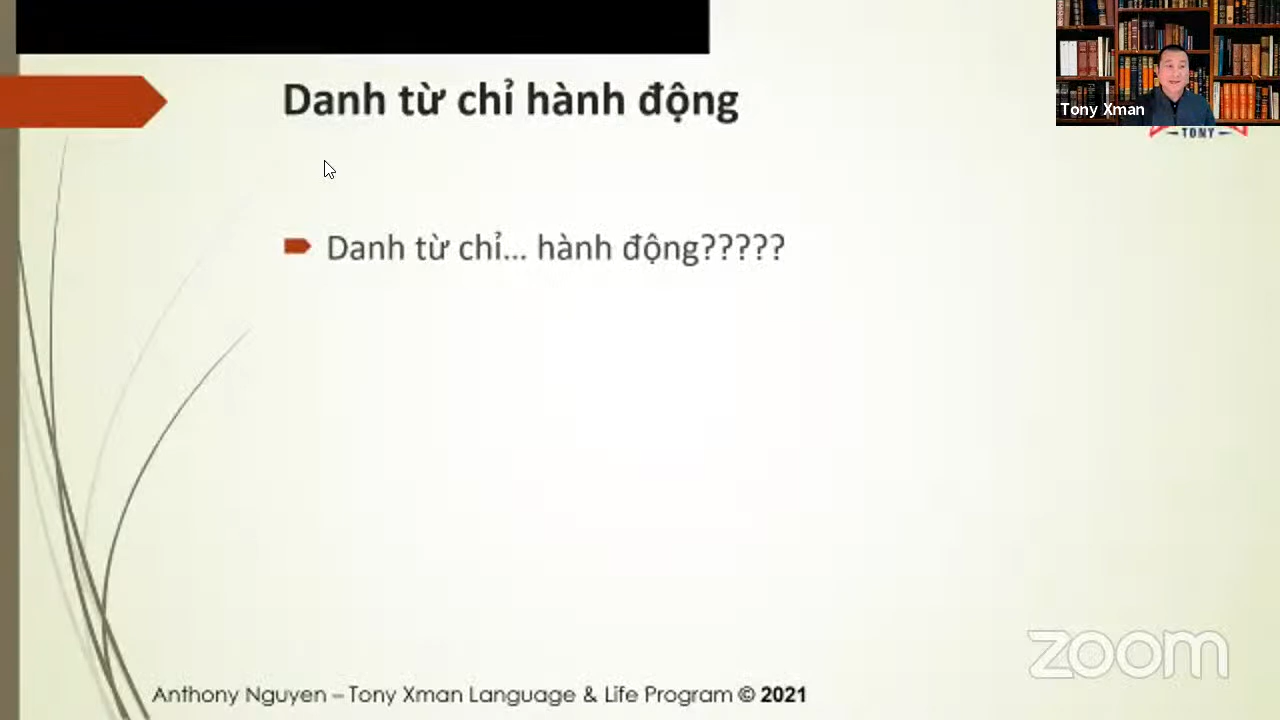 Danh từ chỉ hành động
Tony Xman
TONY
Danh từ chỉ... hành động?????
zoom
Anthony Nguyen – Tony Xman Language & Life Program © 2021